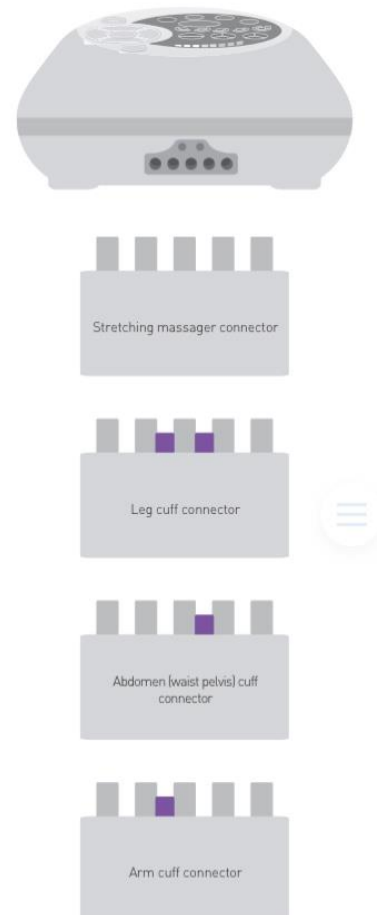 Stretching massager connector
Leg cuff connector
Abdomen (waist pelvis) cuff
connector
Arm cuff connector